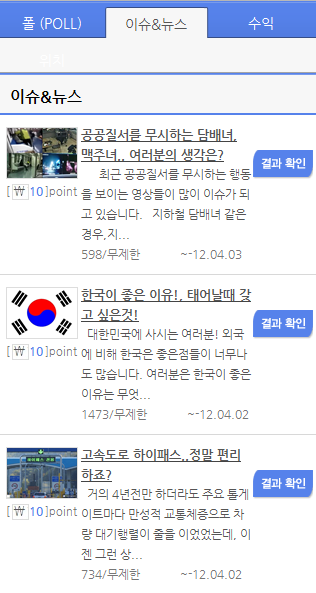 폴 (POLL) 이슈&뉴스 수익
위치
이슈&뉴스
공공질서를 무시하는 담배녀,
맥주녀.. 여러분의 생각은?
최근 공공질서를 무시하는 행동
들을 보이는 영상들이 많이 이슈가 되
고 있습니다. 지하철 담배녀 같은
경우,지...
[₩10]point
598/무제한 ~-12.04.03
결과 확인
한국이 좋은 이유!, 태어날때 갖
고 싶은것!
대한민국에 사시는 여러분! 외국
에 비해 한국은 좋은점들이 너무나
도 많습니다. 여러분은 한국이 좋은
이유는 무엇...
[₩10]point
1473/무제한 ~-12.04.02
결과 확인
고속도로 하이패스..정말 편리
하죠?
거의 4년전만 하더라도 주요 톨게
이트마다 만성적 교통체증으로 차
량 대기행렬이 줄을 이었었는데, 이
젠 그런 상...
[₩10]point
734/무제한 ~-12.04.02
결과 확인